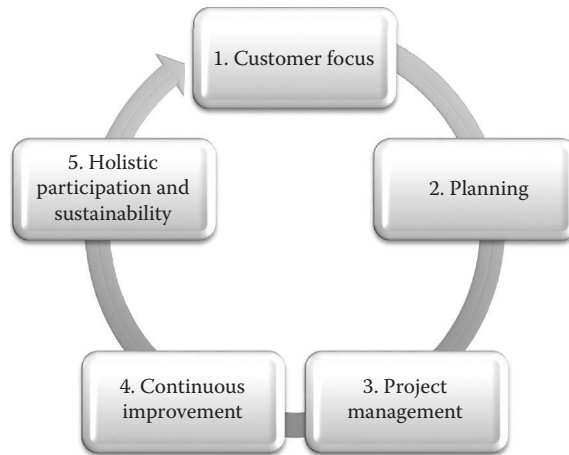 1. Customer focus
2. Planning
3. Project
management
4. Continuous
improvement
5. Holistic
participation and
sustainability